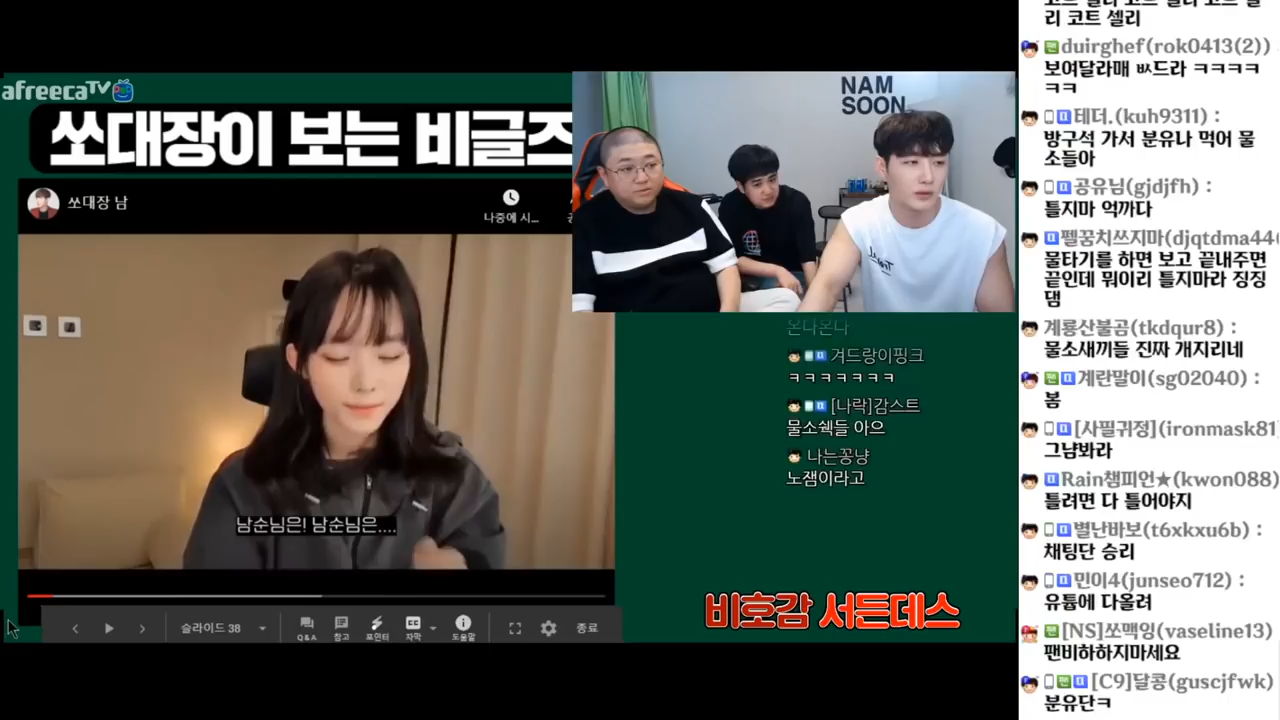 afreecaTV
쏘대장이 보는 비글즈
쏘대장 남
나중에 시...
NAM
SOON
남순님은! 남순님은....
슬라이드 38
Q&A
참고
포인터
자막
도움말
종료
온다온다
겨드랑이핑크
ㅋㅋㅋㅋㅋㅋㅋ
[나락]감스트
물소쉑들 아으
나는꽁냥
노잼이라고
비호감 서든데스
리 코트 셀리
duirghef(rok0413(2)) :
보여달라매 ㅄ드라 ㅋㅋㅋㅋ
ㅋㅋ
테더.(kuh9311) :
방구석 가서 분유나 먹어 물
소들아
공유님(gjdjfh) :
틀지마 억까다
펠꿈치쓰지마(djqtdma446
물타기를 하면 보고 끝내주면
끝인데 뭐이리 틀지마라 징징
댐
계룡산불곰(tkdqur8) :
물소새끼들 진짜 개지리네
계란말이(sg02040) :
봄
[사필귀정](ironmask81
그냥봐라
Rain챔피언★(kwon088)
틀려면 다 틀어야지
별난바보(t6xkxu6b) :
채팅단 승리
민이4(junseo712) :
유튭에 다올려
[NS]쏘맥잉(vaseline13)
팬비하하지마세요
[C9]달콩(guscjfwk)
분유단ㅋ